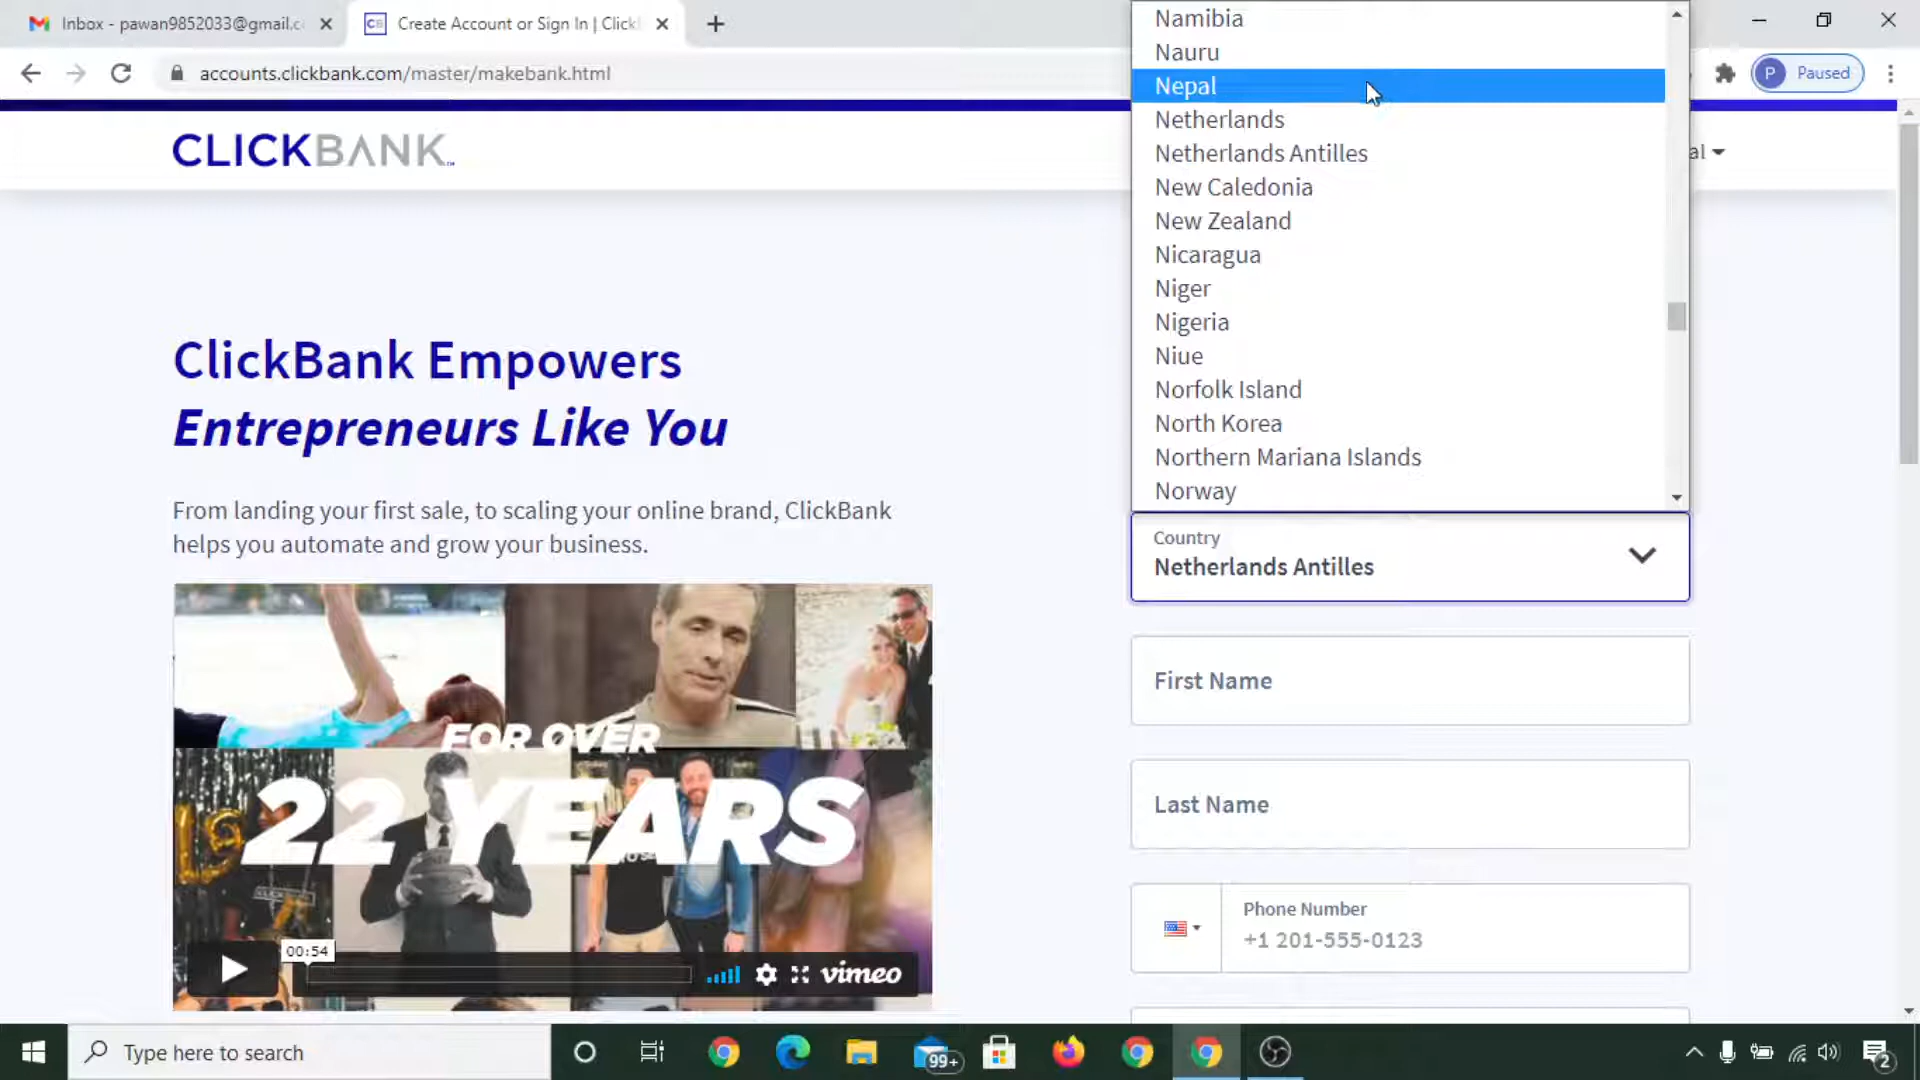 Inbox - pawan9852033@gmail.c
Create Account or Sign In | Click
accounts.clickbank.com/master/makebank.html
P Paused
CLICKBANK
al
Namibia
Nauru
Nepal
Netherlands
Netherlands Antilles
New Caledonia
New Zealand
Nicaragua
Niger
Nigeria
Niue
Norfolk Island
North Korea
Northern Mariana Islands
Norway
ClickBank Empowers
Entrepreneurs Like You
From landing your first sale, to scaling your online brand, ClickBank
helps you automate and grow your business.
FOR OVER
22 YEARS
00:54
vimeo
Country
Netherlands Antilles
First Name
Last Name
Phone Number
+1 201-555-0123
Type here to search
99+
2